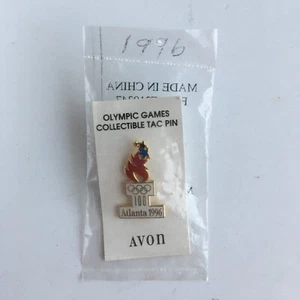 1996
MADE IN CHINA
OLYMPIC GAMES
COLLECTIBLE TAC PIN
100
Atlanta 1996
AVON